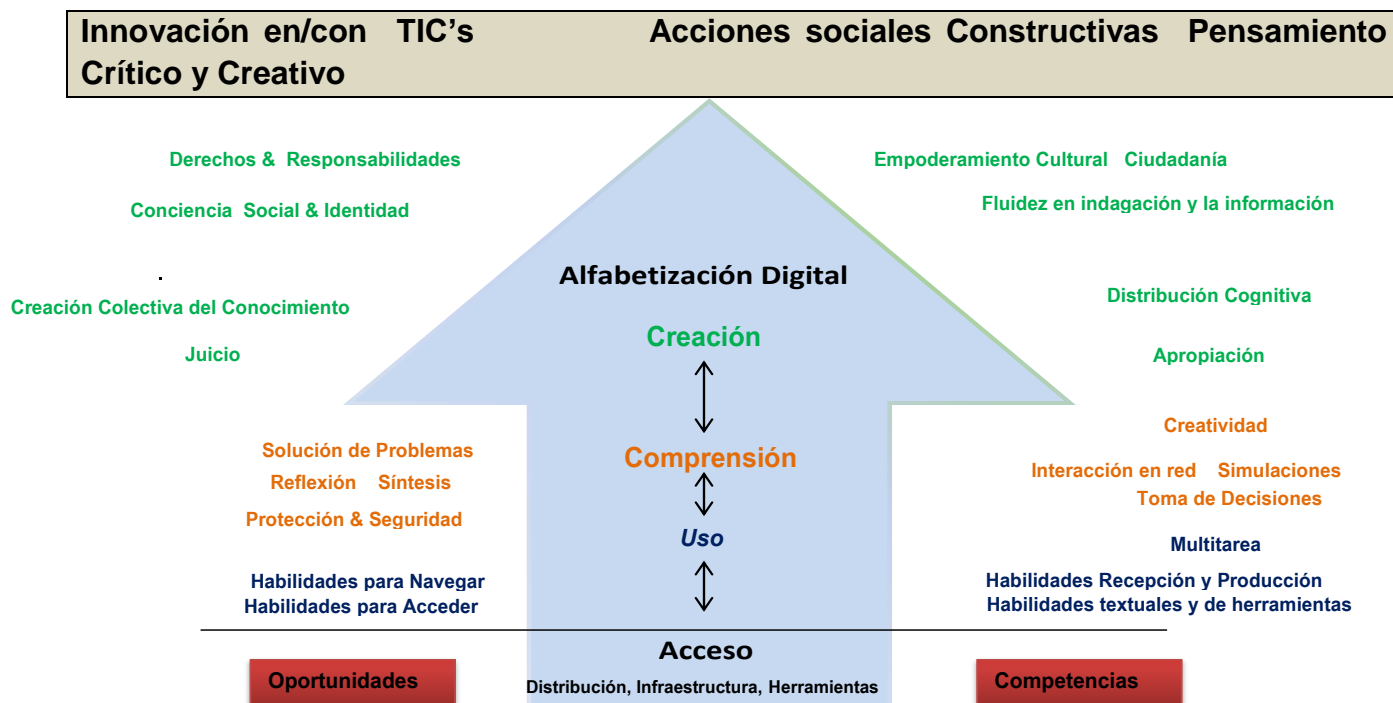 Innovación en/con TIC's Acciones sociales Constructivas Pensamiento
Crítico y Creativo
Derechos & Responsabilidades
Empoderamiento Cultural Ciudadanía
Conciencia Social & Identidad
Fluidez en indagación y la información
.
Alfabetización Digital
Creación Colectiva del Conocimiento
Distribución Cognitiva
Creación
Juicio
Apropiación
Creatividad
Solución de Problemas
Comprensión
Interacción en red Simulaciones
Reflexión Síntesis
Toma de Decisiones
Protección & Seguridad
Uso
Multitarea
Habilidades para Navegar
Habilidades Recepción y Producción
Habilidades para Acceder
Habilidades textuales y de herramientas
Acceso
Oportunidades
Distribución, Infraestructura, Herramientas
Competencias